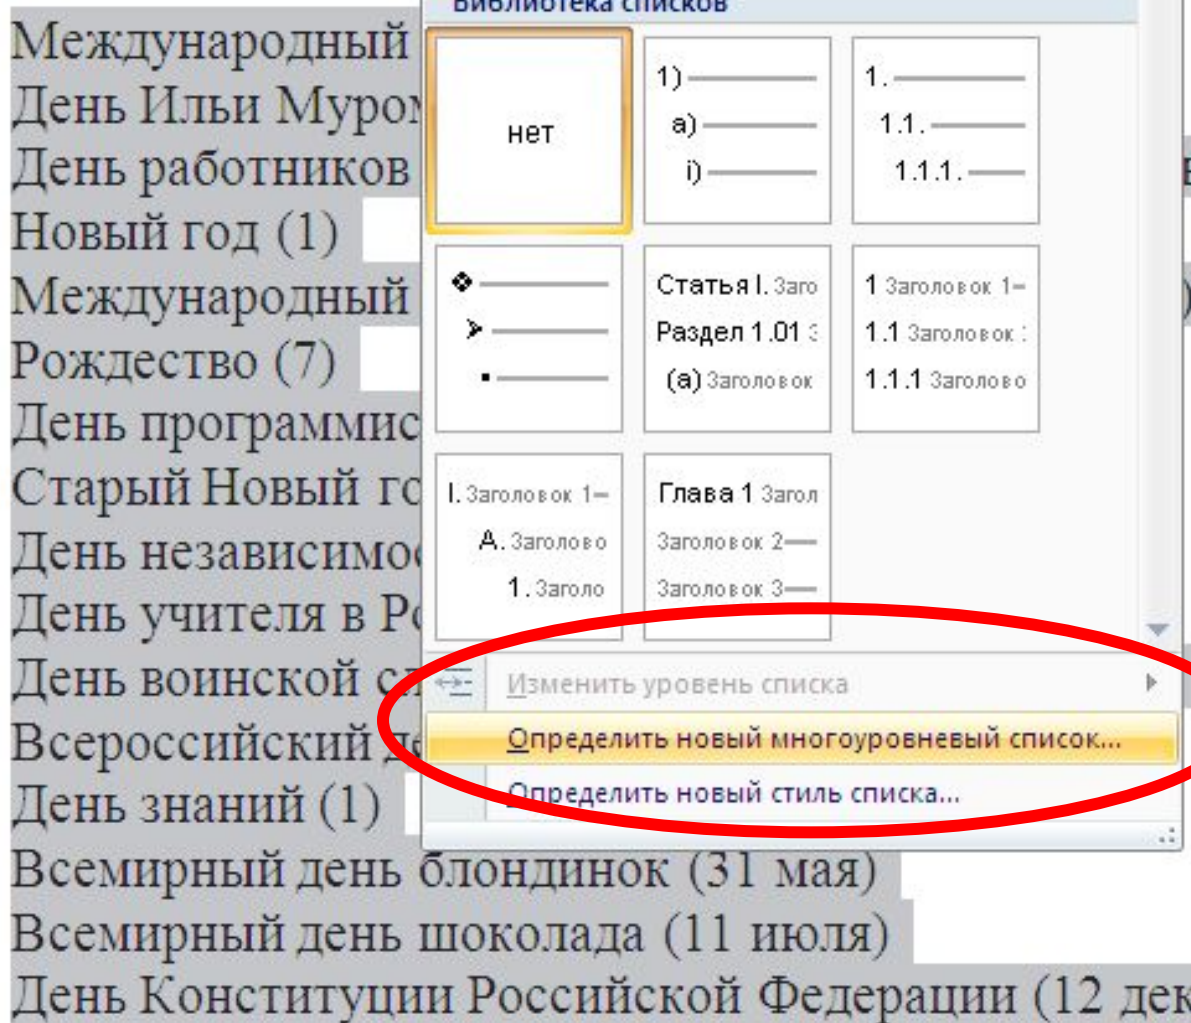 Библиотека списков
Международный
День Ильи
День работников
Новый год (1)
Международный
Рождество (7)
День
Старый Новый
День
День учителя в
День воинской
Всероссийский
День знаний (1)
Всемирный день блондинок (31 мая)
Всемирный день шоколада (11 июля)
День Конституции Российской Федерации (12 дек
нет
1)
a)
i)
1.
1.1.
1.1.1.
Статья I. Заго
Раздел 1.01 З
(a) Заголовок
1 Заголовок 1
1.1 Заголовок 2
1.1.1 Заголово
I. Заголовок 1
A. Заголово
1. Заголо
Глава 1 Загол
Заголовок 2
Заголовок 3
Изменить уровень списка
Определить новый многоуровневый список...
Определить новый стиль списка...